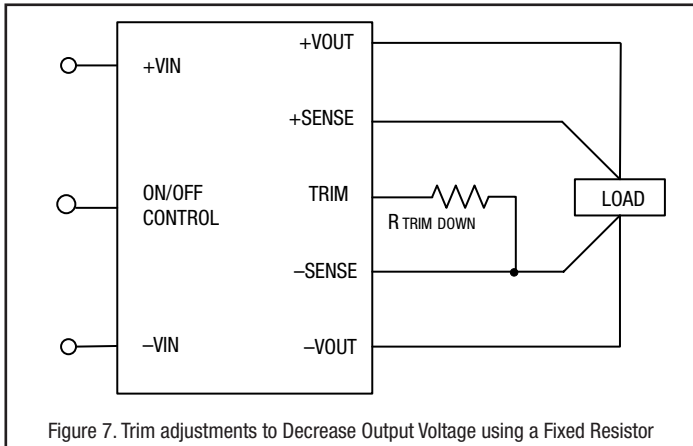 +VOUT
+VIN
+SENSE
ON/OFF
CONTROL
TRIM
LOAD
R TRIM DOWN
–SENSE
–VIN
–VOUT
Figure 7. Trim adjustments to Decrease Output Voltage using a Fixed Resistor